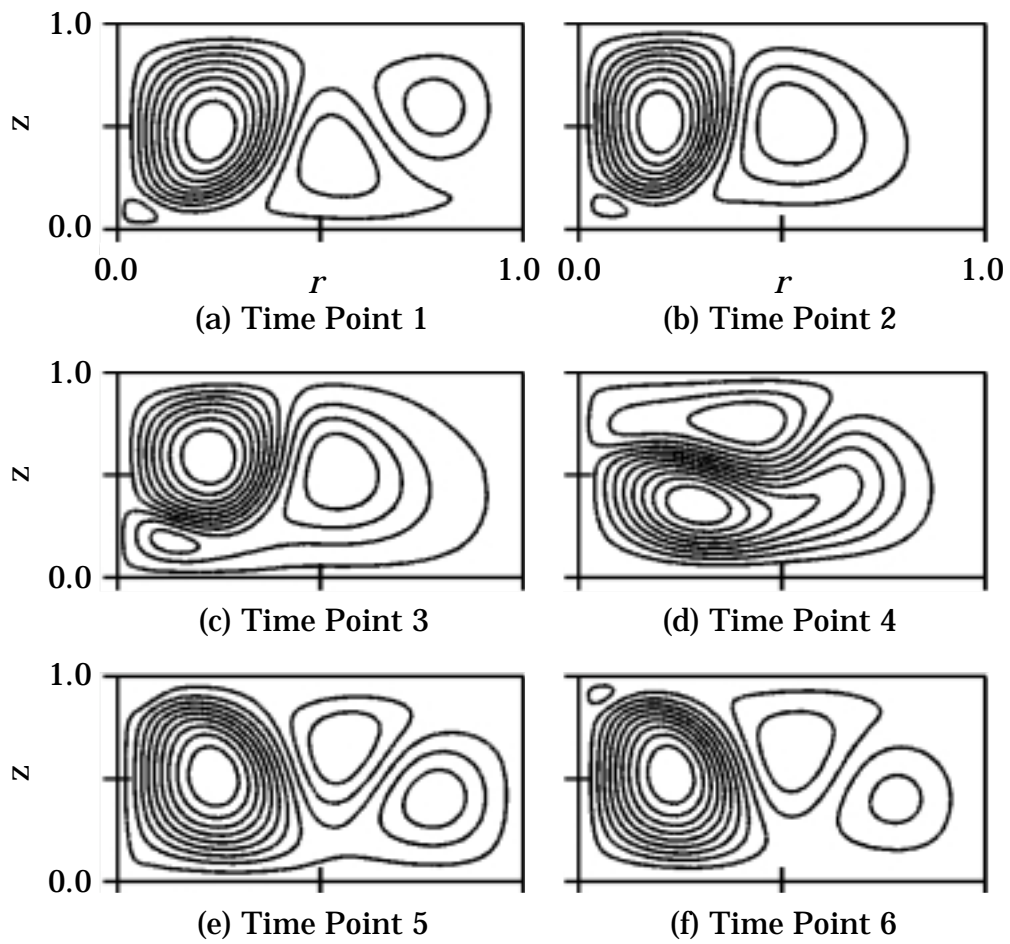 1.0
z
0.0
0.0 r 1.0 0.0 r 1.0
(a) Time Point 1 (b) Time Point 2
1.0
z
0.0
(c) Time Point 3 (d) Time Point 4
1.0
z
0.0
(e) Time Point 5 (f) Time Point 6